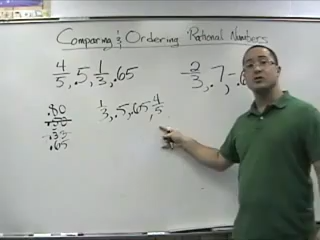 Comparing & Ordering Rational Numbers
4/5, .5, 1/3, .65
-2/3, .7, -.6
.80
.50
.33
.65
1/3, .5, .65, 4/5